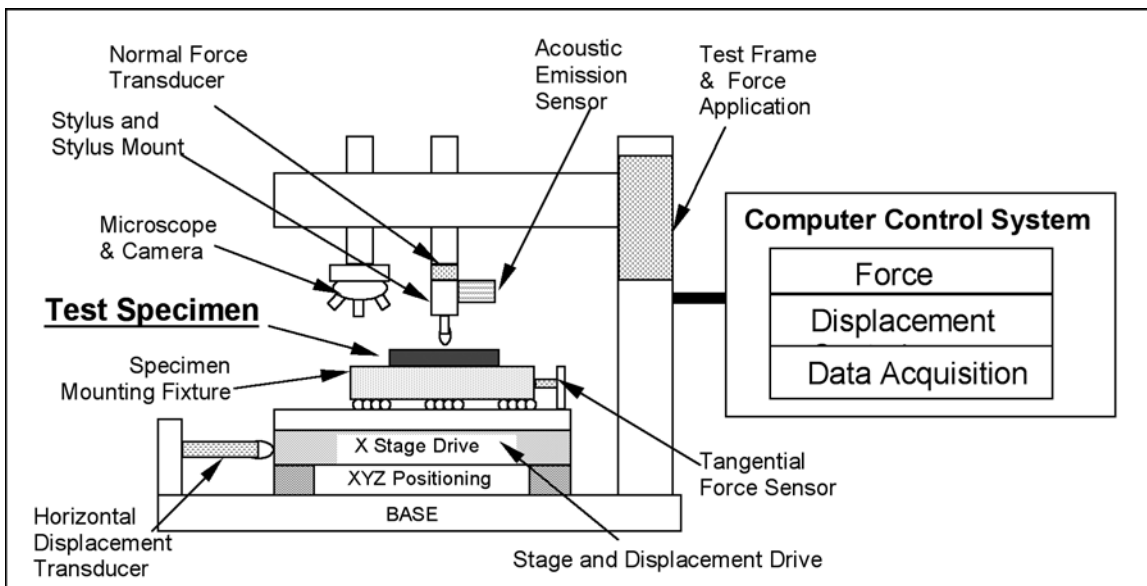 Normal Force
Transducer
Acoustic
Emission
Sensor
Test Frame
& Force
Application
Stylus and
Stylus Mount
Microscope
& Camera
Test Specimen
Specimen
Mounting Fixture
Computer Control System
Force
Displacement
Data Acquisition
X Stage Drive
XYZ Positioning
BASE
Tangential
Force Sensor
Horizontal
Displacement
Transducer
Stage and Displacement Drive